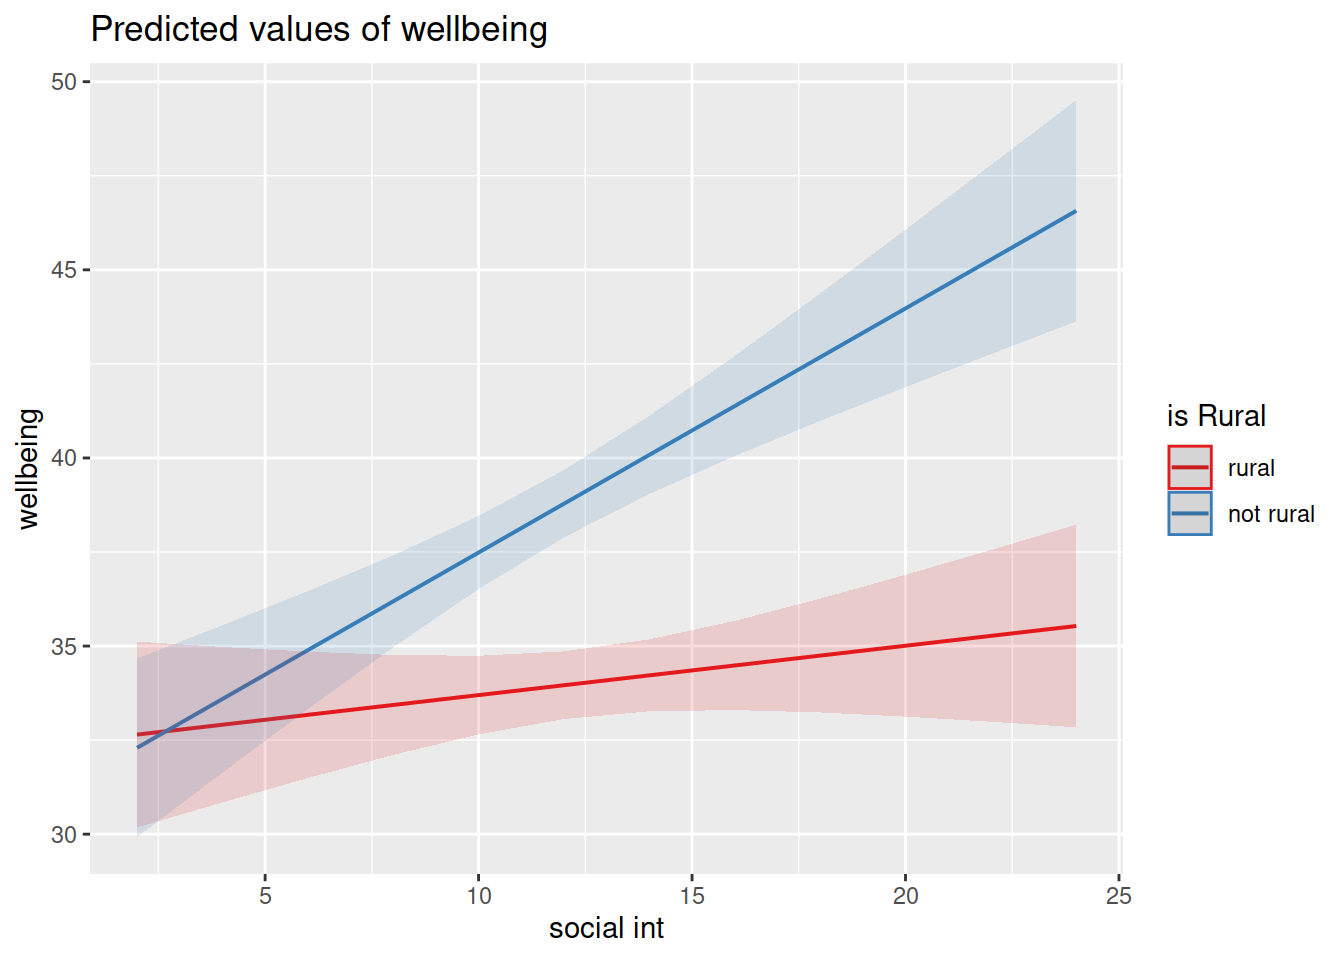 Predicted values of wellbeing
50
45
40
35
30
wellbeing
5 10 15 20 25
social int
is Rural
rural
not rural